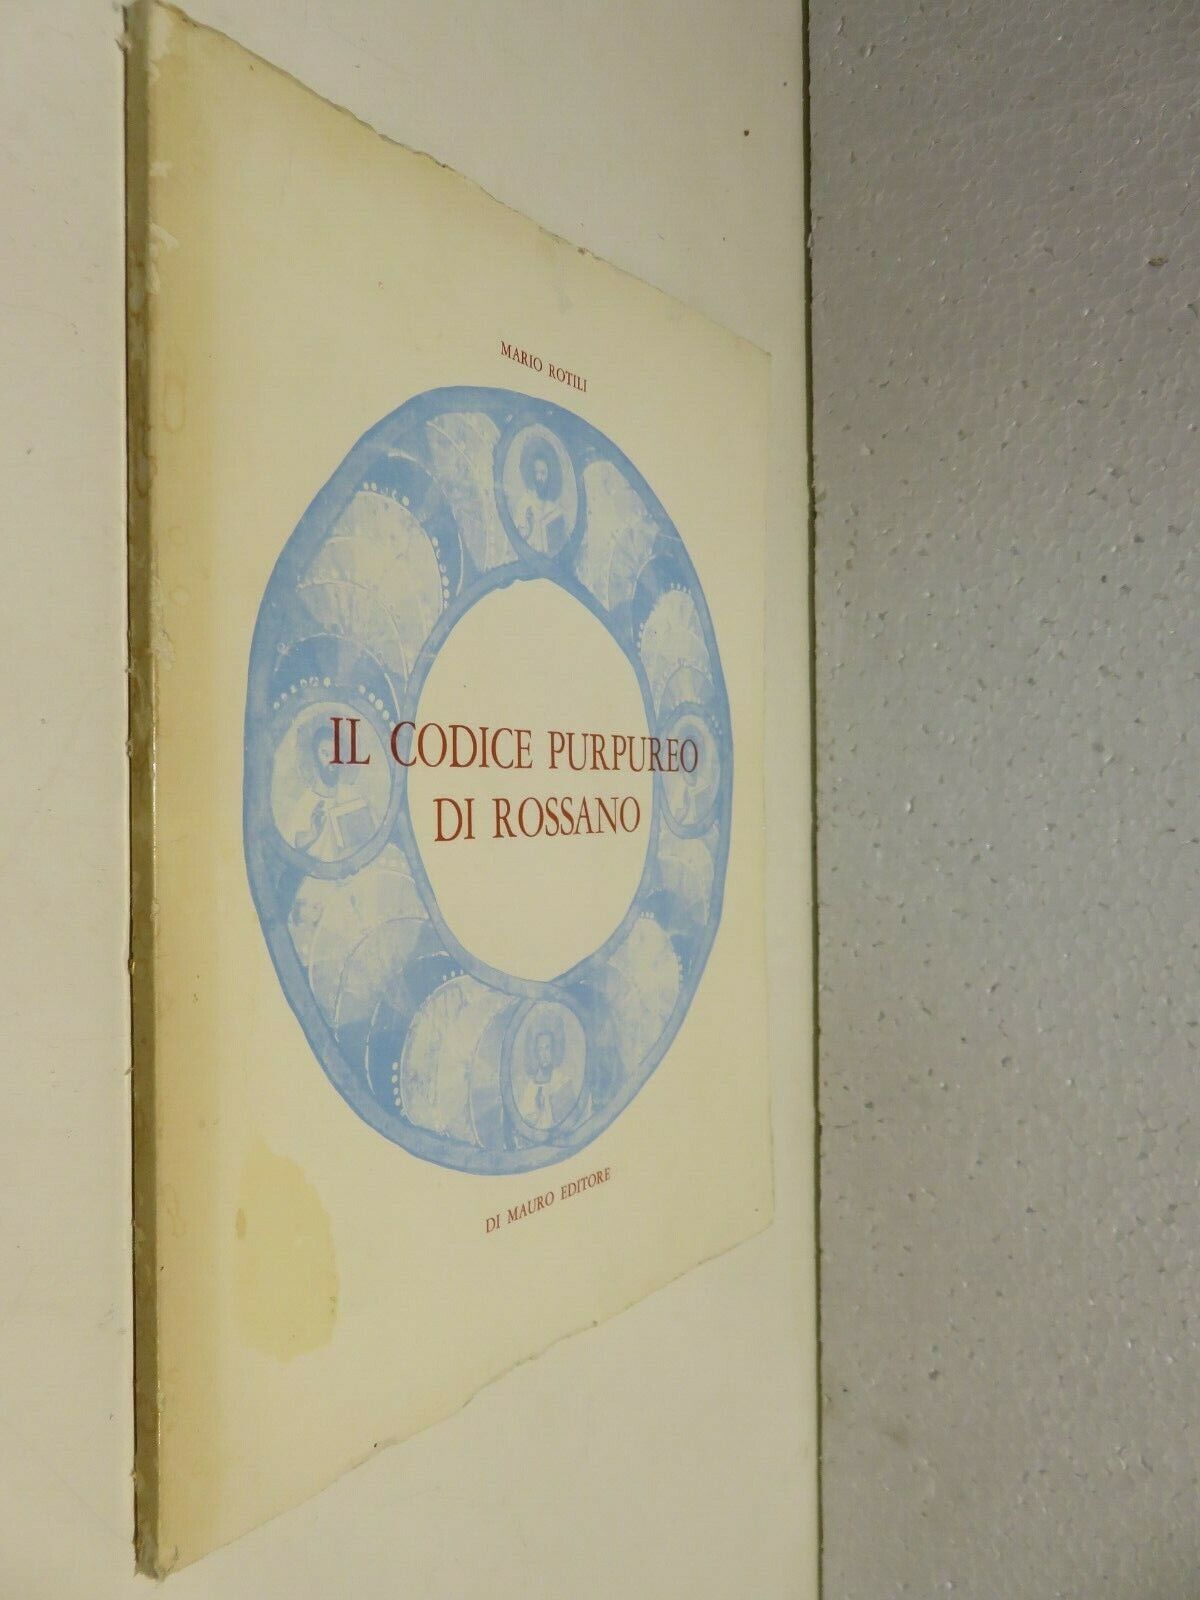 MARIO ROTILI
IL CODICE PURPUREO
DI ROSSANO
DI MAURO EDITORE